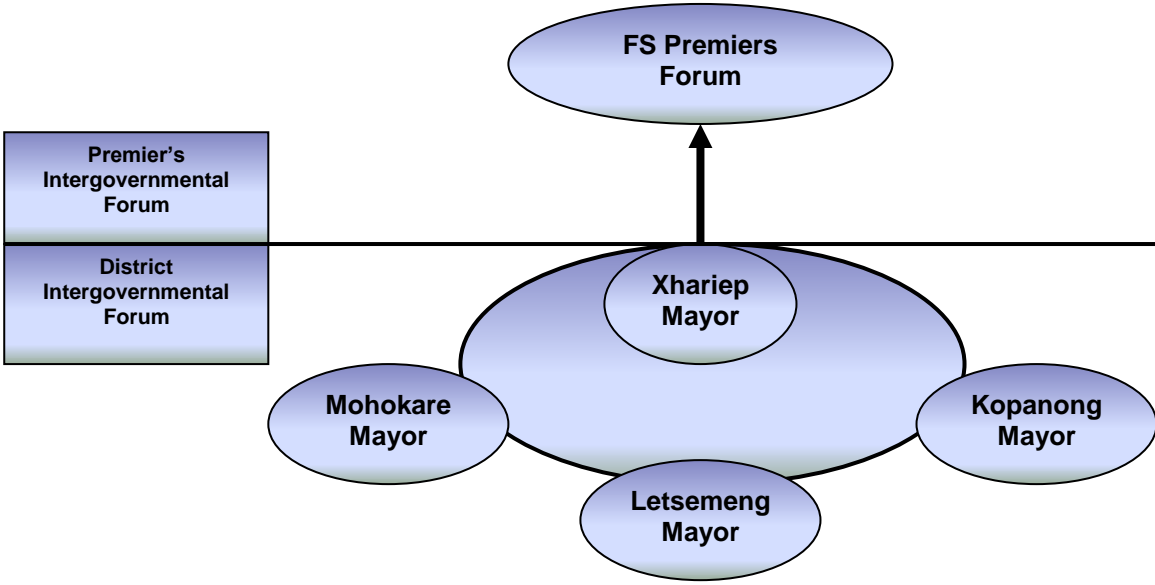 FS Premiers
Forum
Premier’s
Intergovernmental
Forum
District
Intergovernmental
Forum
Xhariep
Mayor
Mohokare
Mayor
Kopanong
Mayor
Letsemeng
Mayor